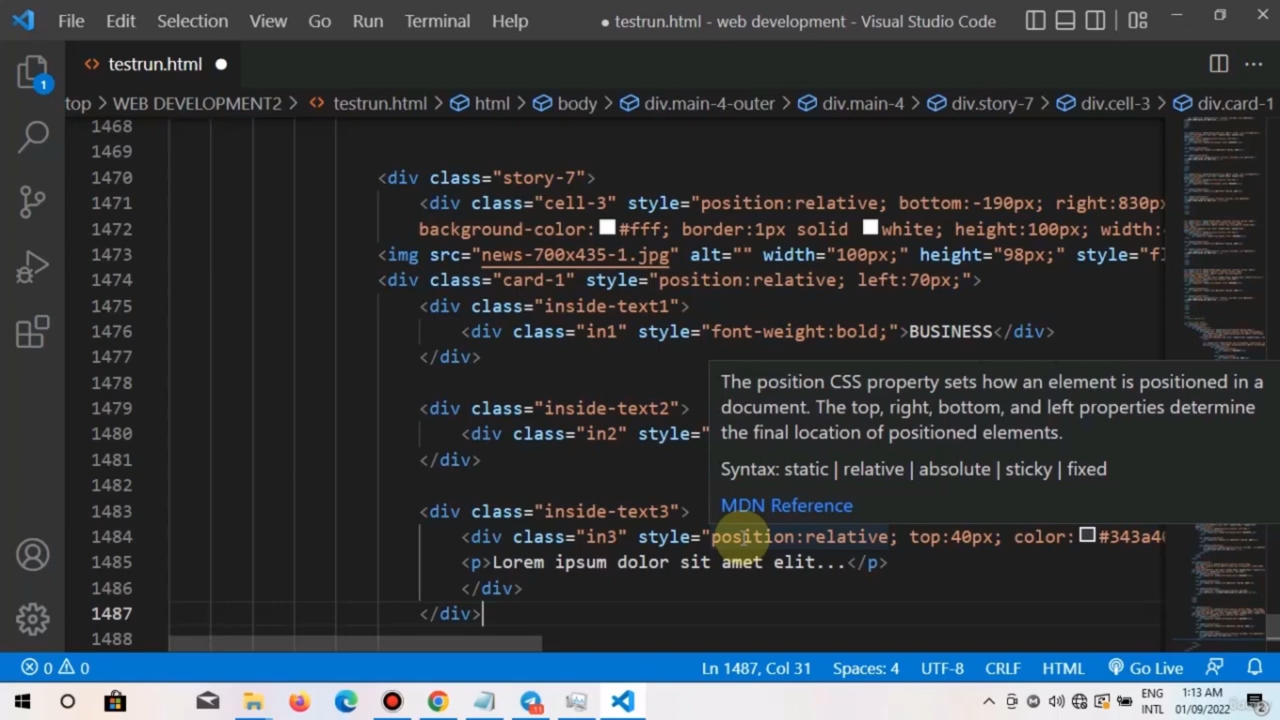 File Edit Selection View Go Run Terminal Help ● testrun.html - web development - Visual Studio Code
1 <> testrun.html ●
top > WEB DEVELOPMENT2 > <> testrun.html > html > body > div.main-4-outer > div.main-4 > div.story-7 > div.cell-3 > div.card-1
1468
1469
1470 <div class="story-7">
1471 <div class="cell-3" style="position:relative; bottom:-190px; right:830px
1472 background-color: #fff; border:1px solid white; height:100px; width:
1473 <img src="news-700x435-1.jpg" alt="" width="100px;" height="98px;" style="fl
1474 <div class="card-1" style="position:relative; left:70px;">
1475 <div class="inside-text1">
1476 <div class="in1" style="font-weight:bold;">BUSINESS</div>
1477 </div>
1478
The position CSS property sets how an element is positioned in a
document. The top, right, bottom, and left properties determine
the final location of positioned elements.
Syntax: static | relative | absolute | sticky | fixed
MDN Reference
1479 <div class="inside-text2">
1480 <div class="in2" style="
1481 </div>
1482
1483 <div class="inside-text3">
1484 <div class="in3" style="position:relative; top:40px; color: #343a40
1485 <p>Lorem ipsum dolor sit amet elit...</p>
1486 </div>
1487 </div>
1488
0 0 Ln 1487, Col 31 Spaces: 4 UTF-8 CRLF HTML Go Live
ENG 1:13 AM
INTL 01/09/2022 2